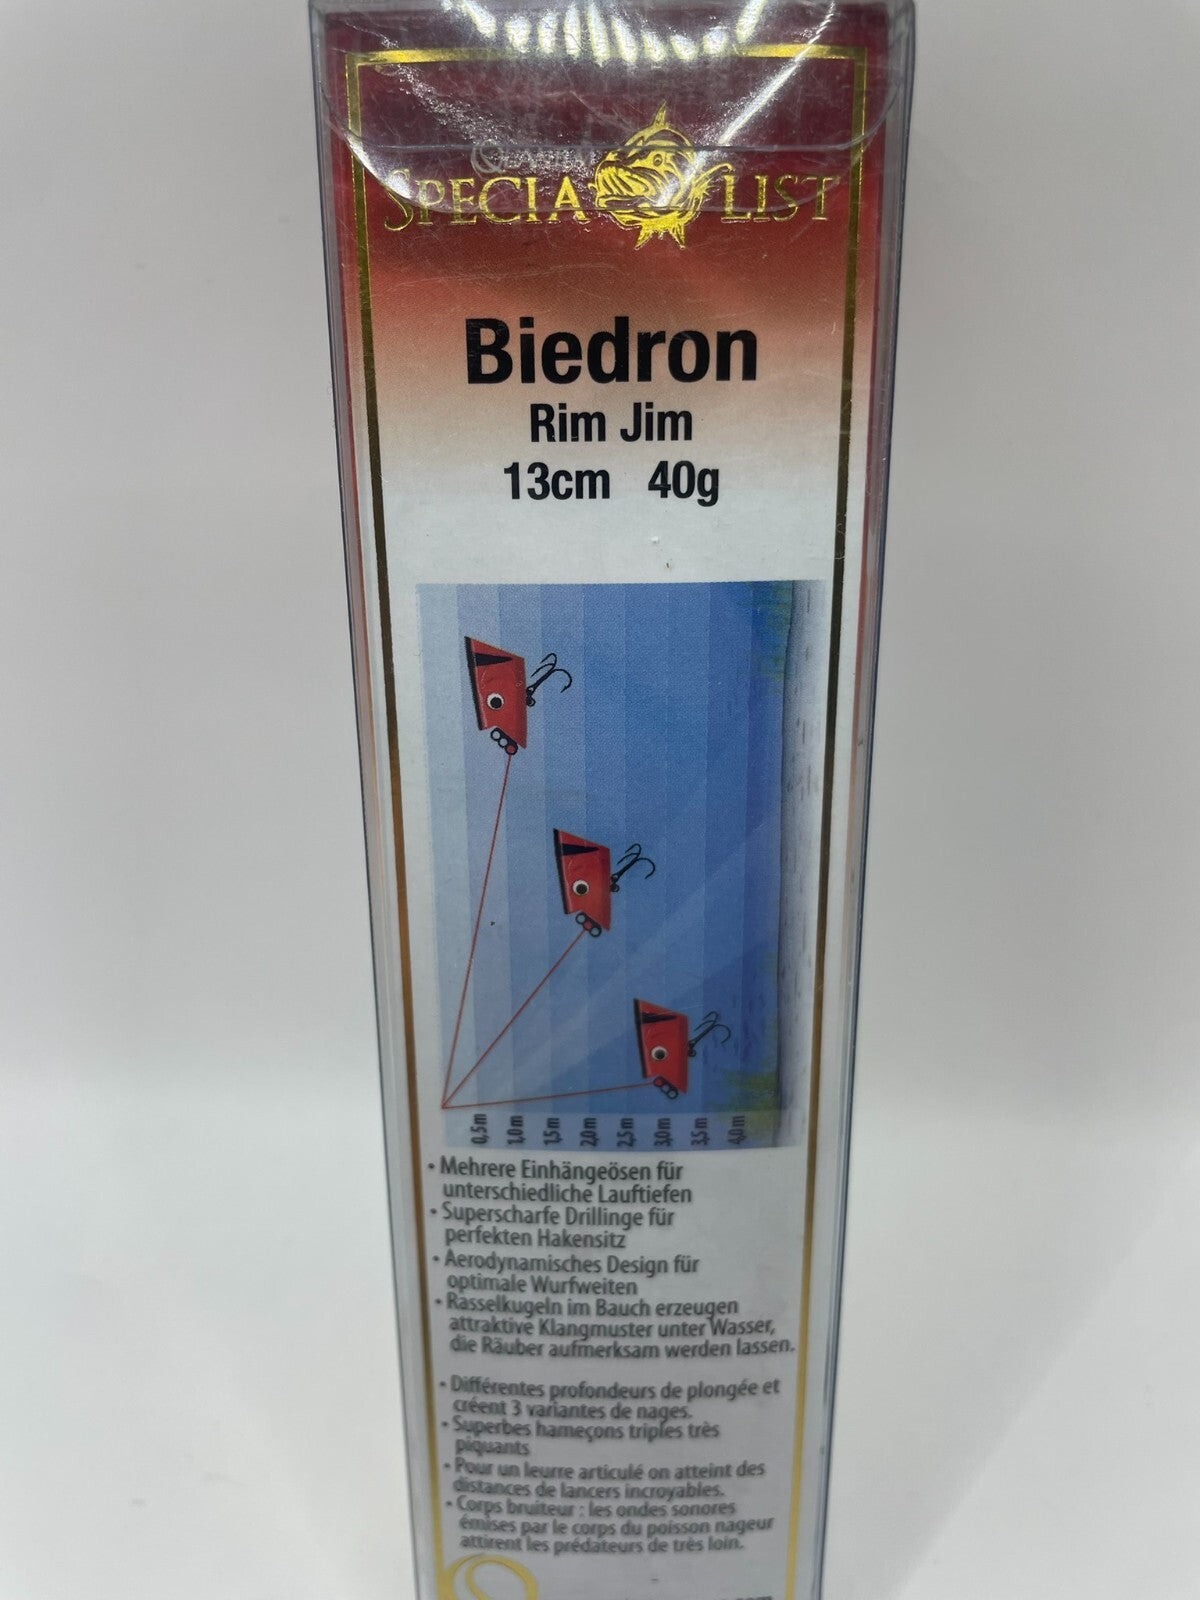 SPECIALIST
Biedron
Rim Jim
13cm 40g
0,5m 1,0m 1,5m 2,0m 2,5m 3,0m 3,5m 4,0m
• Mehrere Einhängeösen für
unterschiedliche Lauftiefen
• Superscharfe Drillinge für
perfekten Hakensitz
• Aerodynamisches Design für
optimale Wurfweiten
• Rasselkugeln im Bauch erzeugen
attraktive Klangmuster unter Wasser,
die Räuber aufmerksam werden lassen.
• Différentes profondeurs de plongée et
créent 3 variantes de nages.
• Superbes hameçons triples très
piquants
• Pour un leurre articulé on atteint des
distances de lancers incroyables.
• Corps bruiteur : les ondes sonores
émises par le corps du poisson nageur
attirent les prédateurs de très loin.